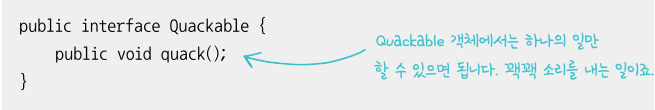 public interface Quackable {
    public void quack();
}
Quackable 객체에서는 하나의 일만
할 수 있으면 됩니다. 꽥꽥 소리를 내는 일이죠.